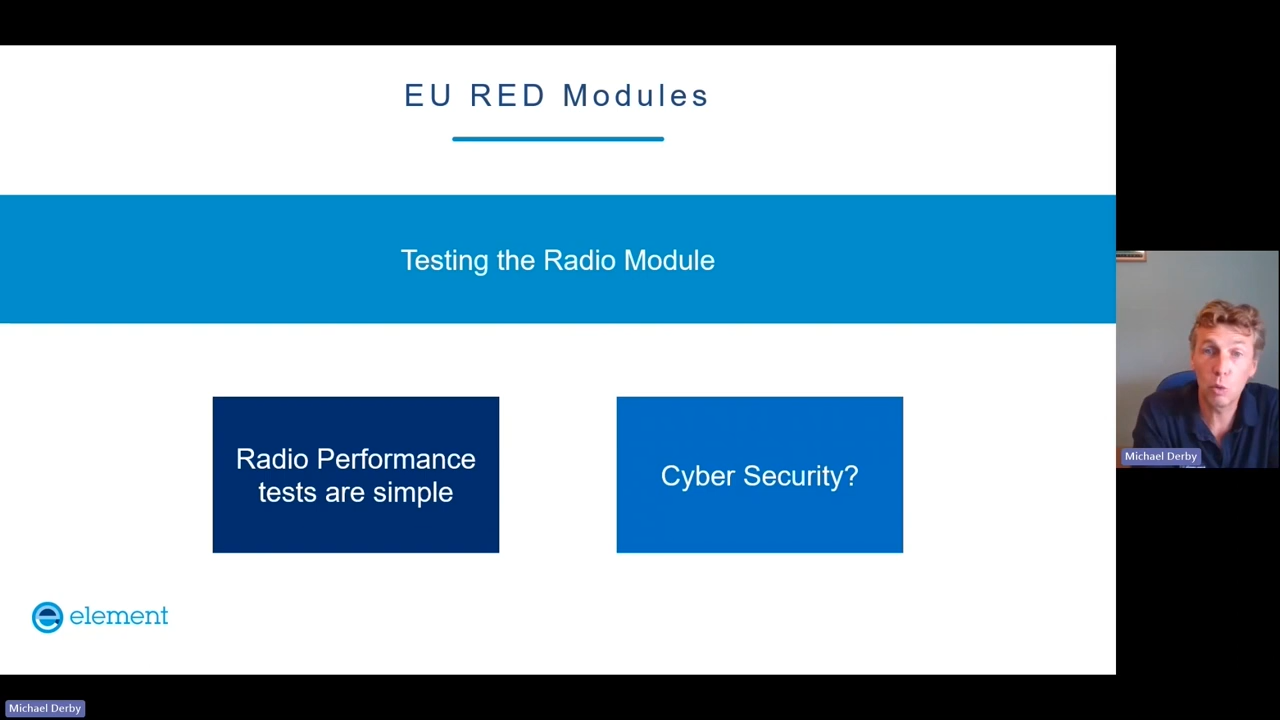 EU RED Modules
Testing the Radio Module
Radio Performance
tests are simple
Cyber Security?
element
Michael Derby
Michael Derby